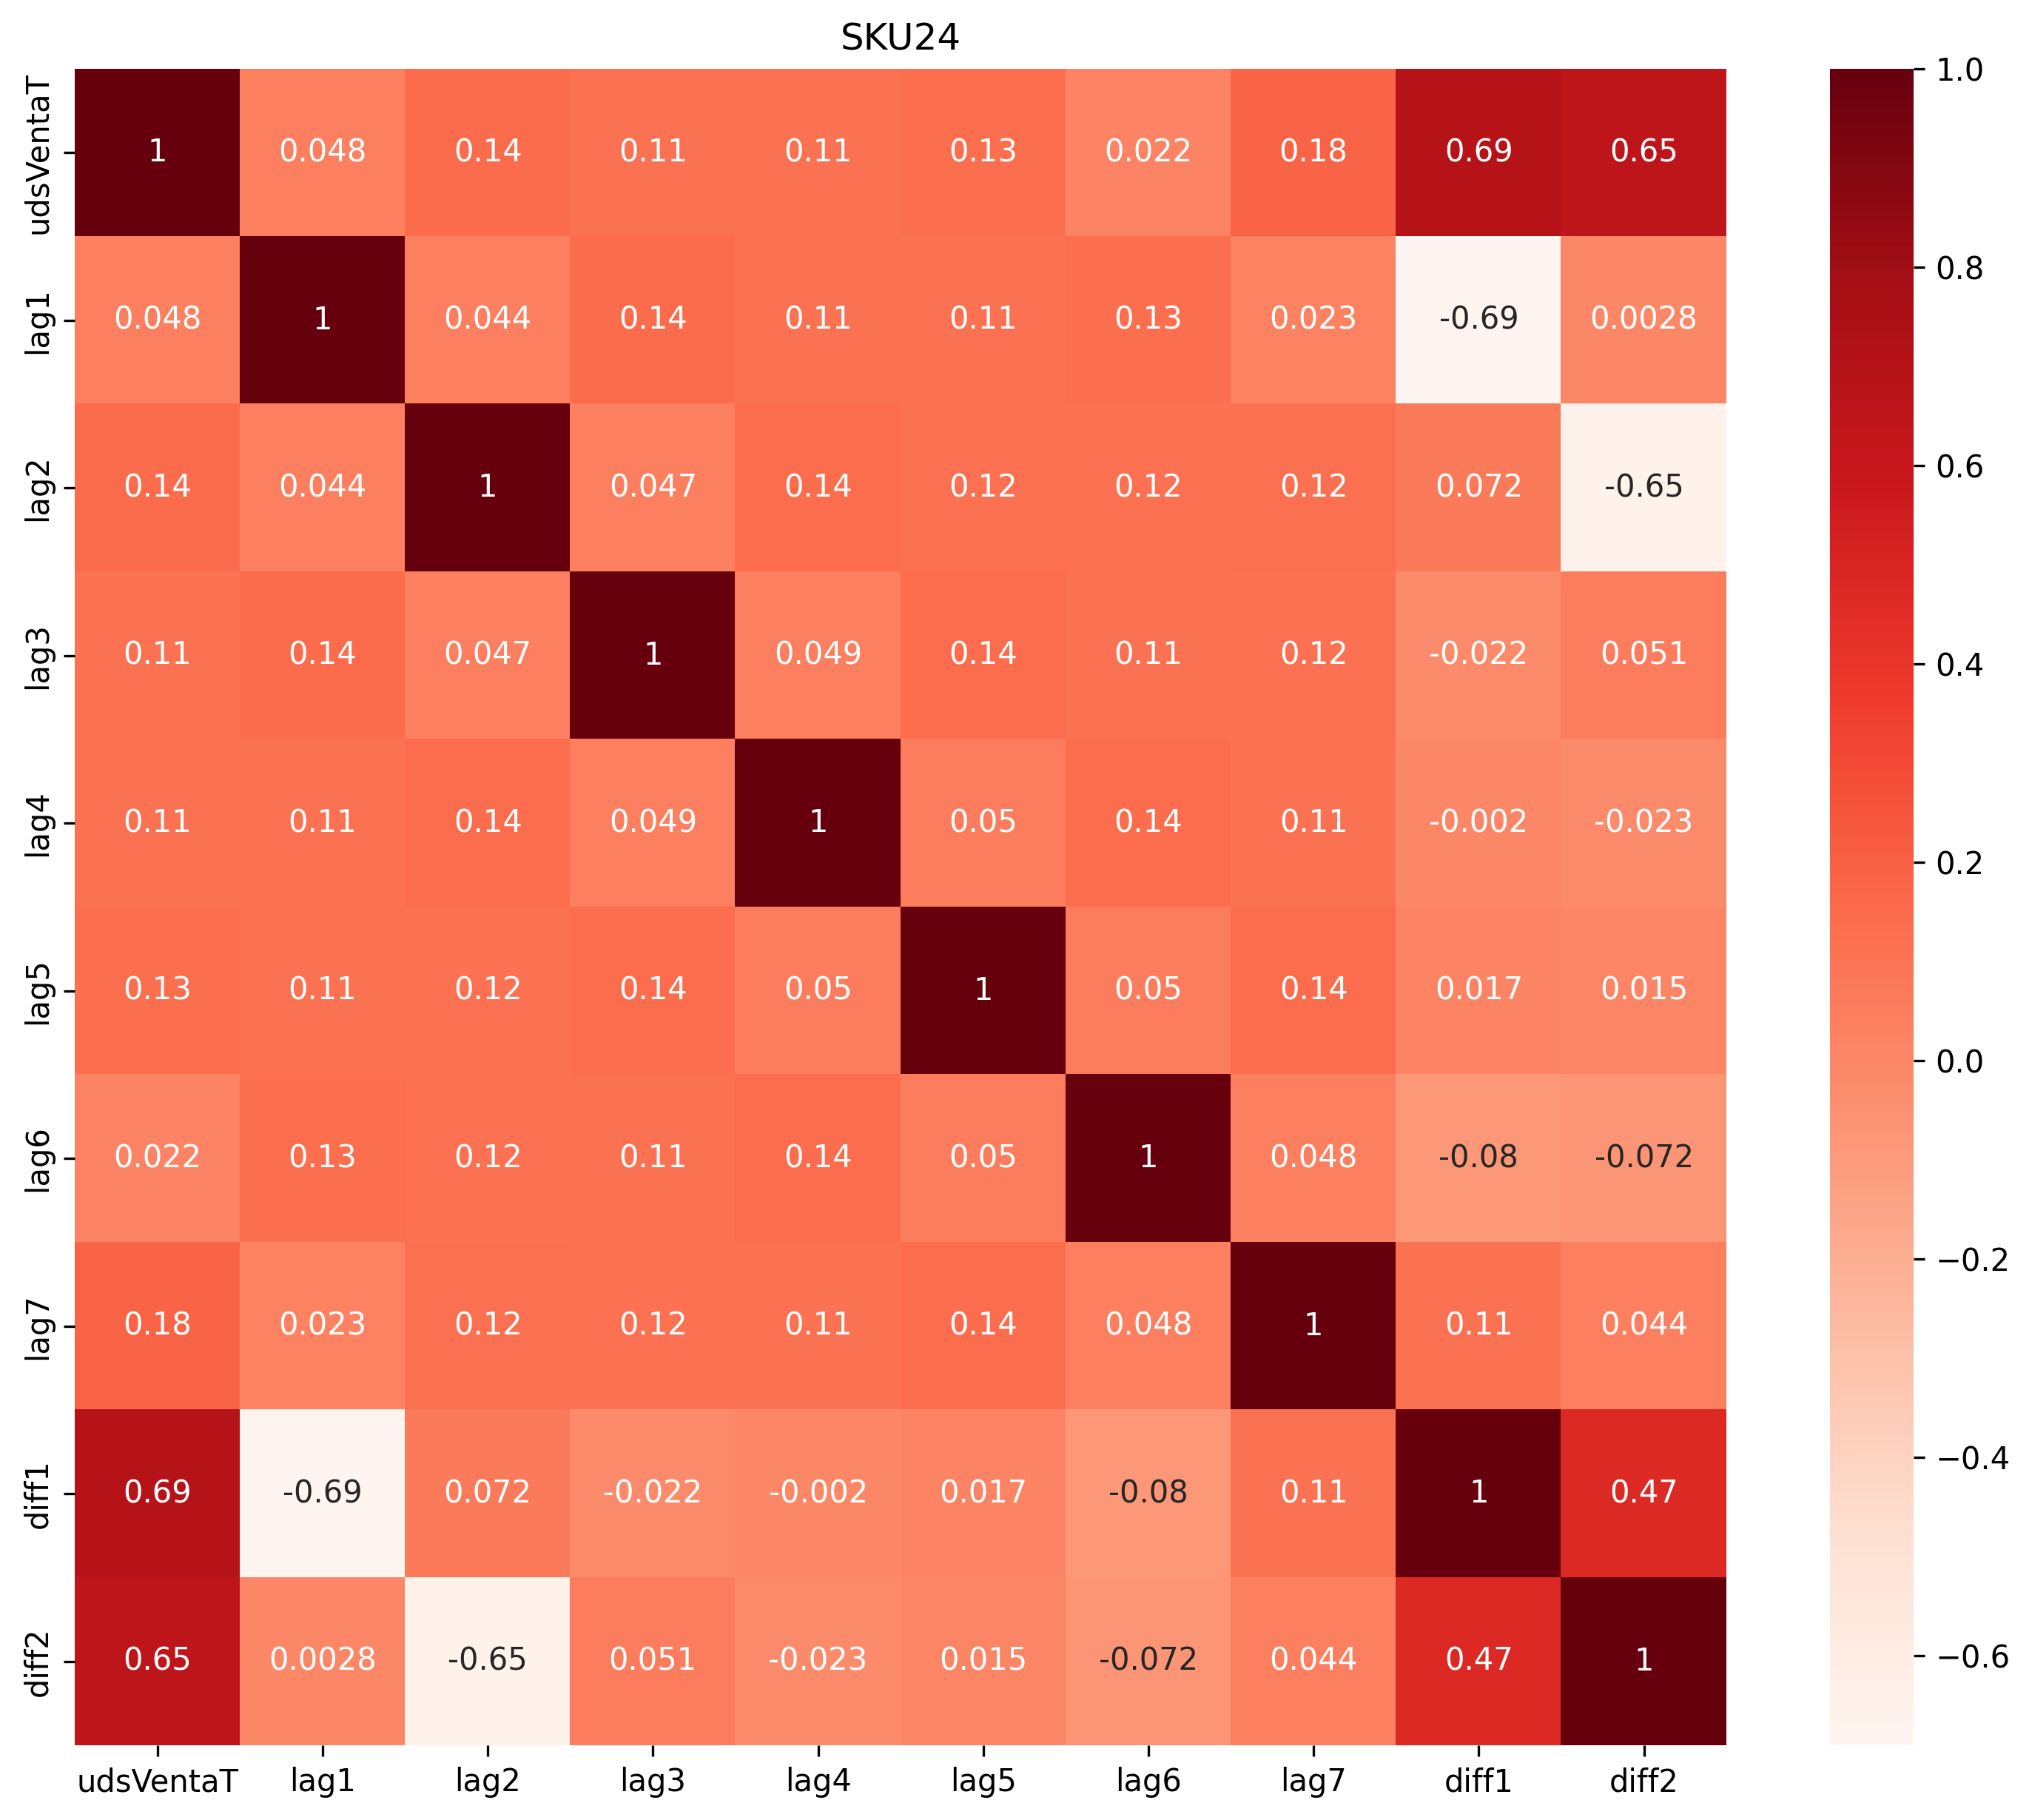 SKU24
udsVentaT 1 0.048 0.14 0.11 0.11 0.13 0.022 0.18 0.69 0.65
lag1 0.048 1 0.044 0.14 0.11 0.11 0.13 0.023 -0.69 0.0028
lag2 0.14 0.044 1 0.047 0.14 0.12 0.12 0.12 0.072 -0.65
lag3 0.11 0.14 0.047 1 0.049 0.14 0.11 0.12 -0.022 0.051
lag4 0.11 0.11 0.14 0.049 1 0.05 0.14 0.11 -0.002 -0.023
lag5 0.13 0.11 0.12 0.14 0.05 1 0.05 0.14 0.017 0.015
lag6 0.022 0.13 0.12 0.11 0.14 0.05 1 0.048 -0.08 -0.072
lag7 0.18 0.023 0.12 0.12 0.11 0.14 0.048 1 0.11 0.044
diff1 0.69 -0.69 0.072 -0.022 -0.002 0.017 -0.08 0.11 1 0.47
diff2 0.65 0.0028 -0.65 0.051 -0.023 0.015 -0.072 0.044 0.47 1
udsVentaT lag1 lag2 lag3 lag4 lag5 lag6 lag7 diff1 diff2
1.0
0.8
0.6
0.4
0.2
0.0
−0.2
−0.4
−0.6